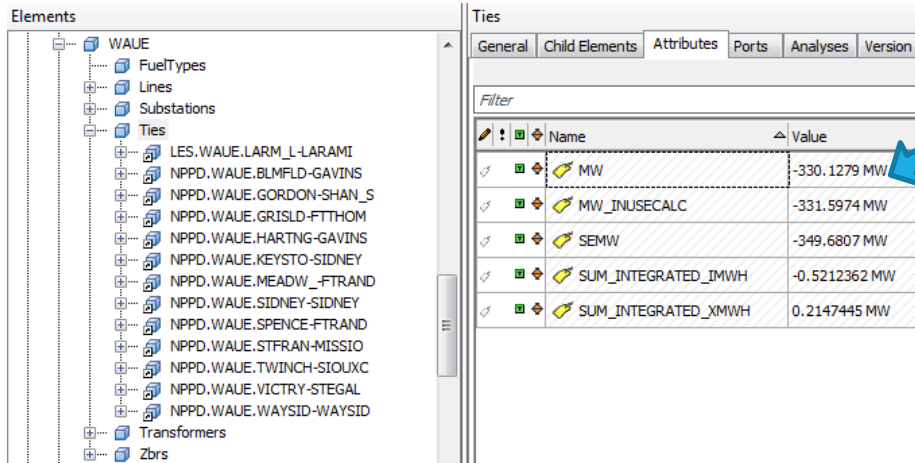 Elements
WAUE
FuelTypes
Lines
Substations
Ties
LES.WAUE.LARM_L-LARAMI
NPPD.WAUE.BLMFLD-GAVINS
NPPD.WAUE.GORDON-SHAN_S
NPPD.WAUE.GRISLD-FTTHOM
NPPD.WAUE.HARTNG-GAVINS
NPPD.WAUE.KEYSTO-SIDNEY
NPPD.WAUE.MEADW_-FTRAND
NPPD.WAUE.SIDNEY-SIDNEY
NPPD.WAUE.SPENCE-FTRAND
NPPD.WAUE.STFRAN-MISSIO
NPPD.WAUE.TWINCH-SIOUXC
NPPD.WAUE.VICTRY-STEGAL
NPPD.WAUE.WAYSID-WAYSID
Transformers
Zbrs
Ties
General Child Elements Attributes Ports Analyses Version
Filter
Name Value
MW -330.1279 MW
MW_INUSECALC -331.5974 MW
SEMW -349.6807 MW
SUM_INTEGRATED_IMWH -0.5212362 MW
SUM_INTEGRATED_XMWH 0.2147445 MW